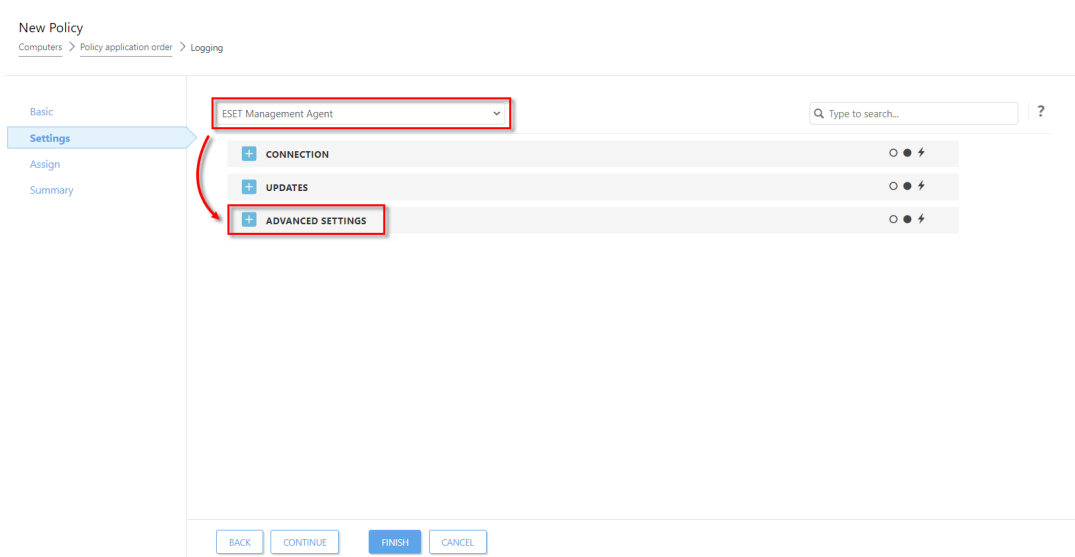 New Policy
Computers > Policy application order > Logging
Basic
Settings
Assign
Summary
ESET Management Agent
Type to search...
?
CONNECTION
UPDATES
ADVANCED SETTINGS
BACK
CONTINUE
FINISH
CANCEL